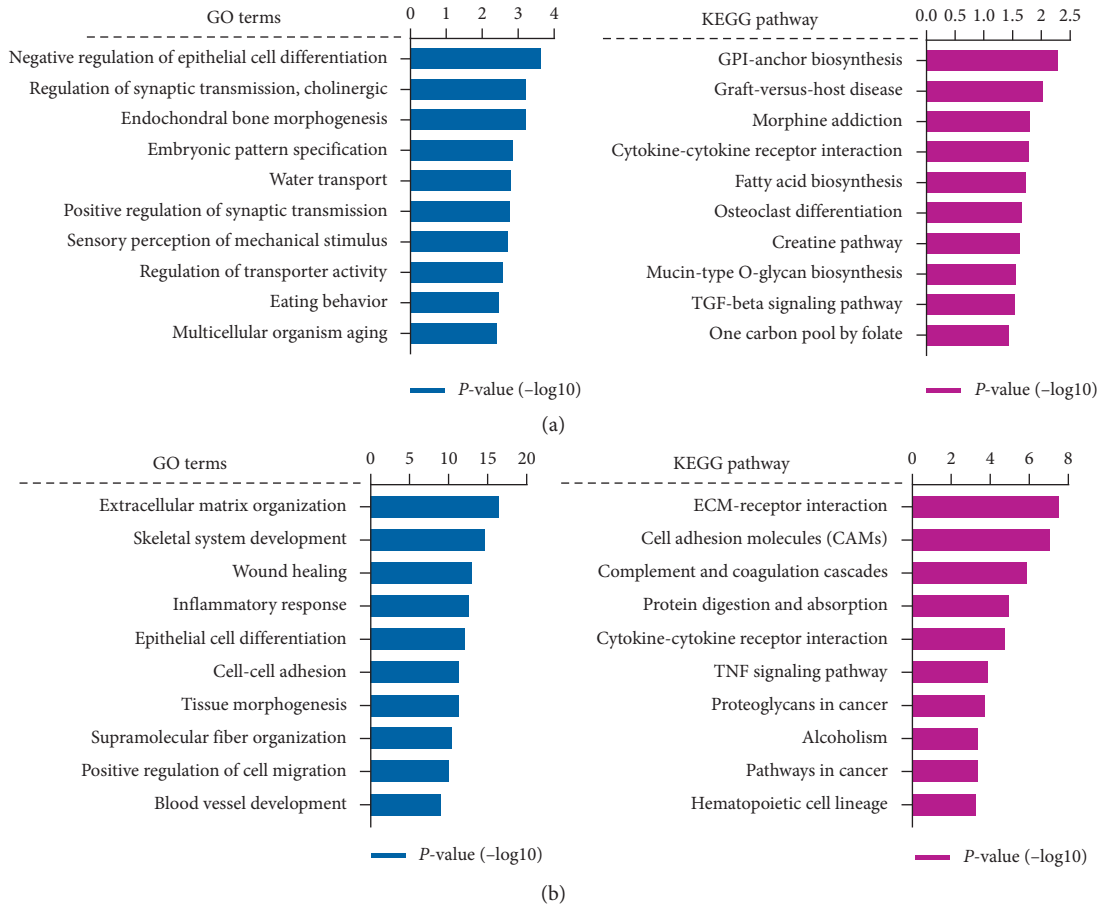 GO terms
0 1 2 3 4
Negative regulation of epithelial cell differentiation
Regulation of synaptic transmission, cholinergic
Endochondral bone morphogenesis
Embryonic pattern specification
Water transport
Positive regulation of synaptic transmission
Sensory perception of mechanical stimulus
Regulation of transporter activity
Eating behavior
Multicellular organism aging
P-value (–log10)
KEGG pathway
0.0 0.5 1.0 1.5 2 2.5
GPI-anchor biosynthesis
Graft-versus-host disease
Morphine addiction
Cytokine-cytokine receptor interaction
Fatty acid biosynthesis
Osteoclast differentiation
Creatine pathway
Mucin-type O-glycan biosynthesis
TGF-beta signaling pathway
One carbon pool by folate
P-value (–log10)
(a)
GO terms
0 5 10 15 20
Extracellular matrix organization
Skeletal system development
Wound healing
Inflammatory response
Epithelial cell differentiation
Cell-cell adhesion
Tissue morphogenesis
Supramolecular fiber organization
Positive regulation of cell migration
Blood vessel development
P-value (–log10)
KEGG pathway
0 2 4 6 8
ECM-receptor interaction
Cell adhesion molecules (CAMs)
Complement and coagulation cascades
Protein digestion and absorption
Cytokine-cytokine receptor interaction
TNF signaling pathway
Proteoglycans in cancer
Alcoholism
Pathways in cancer
Hematopoietic cell lineage
P-value (–log10)
(b)